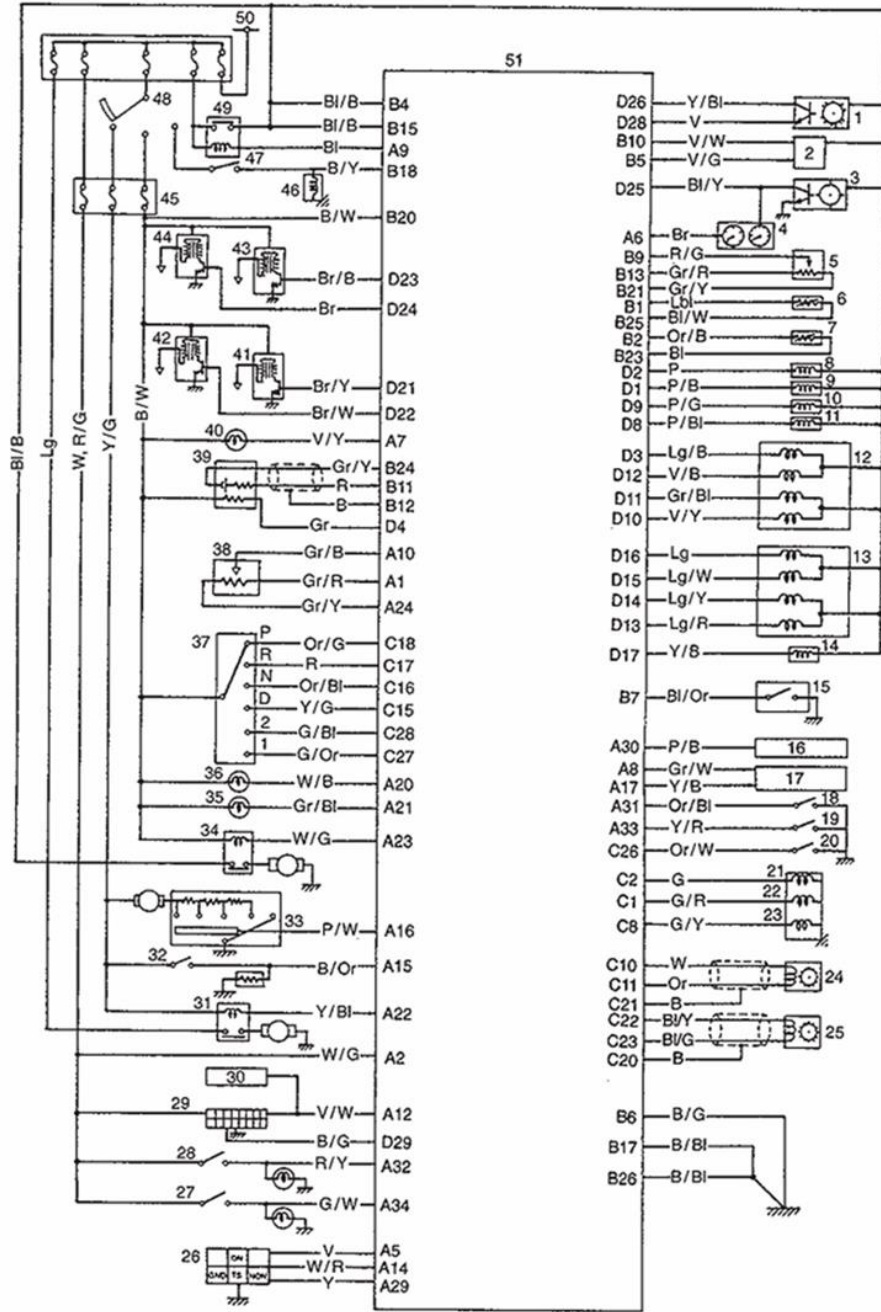 50
51
48
49
47
46
45
44
43
42
41
40
39
38
37
P
R
N
D
2
1
36
35
34
33
32
31
30
29
28
27
26
ON
GND TS NON
Bl/B
Lg
W, R/G
Y/G
B/W
Bl/B B4
Bl/B B15
Bl A9
B/Y B18
B/W B20
Br/B D23
Br D24
Br/Y D21
Br/W D22
V/Y A7
Gr/Y B24
R B11
B B12
Gr D4
Gr/B A10
Gr/R A1
Gr/Y A24
Or/G C18
R C17
Or/Bl C16
Y/G C15
G/Bl C28
G/Or C27
W/B A20
Gr/Bl A21
W/G A23
P/W A16
B/Or A15
Y/Bl A22
W/G A2
V/W A12
B/G D29
R/Y A32
G/W A34
V A5
W/R A14
Y A29
D26 Y/Bl 1
D28 V
B10 V/W 2
B5 V/G
D25 Bl/Y 3
A6 Br 4
B9 R/G 5
B13 Gr/R
B21 Gr/Y
B1 Lbl 6
B25 Bl/W
B2 Or/B 7
B23 Bl
D2 P 8
D1 P/B 9
D9 P/G 10
D8 P/Bl 11
D3 Lg/B 12
D12 V/B
D11 Gr/Bl
D10 V/Y
D16 Lg 13
D15 Lg/W
D14 Lg/Y
D13 Lg/R
D17 Y/B 14
B7 Bl/Or 15
A30 P/B 16
A8 Gr/W 17
A17 Y/B
A31 Or/Bl 18
A33 Y/R 19
C26 Or/W 20
C2 G 21
C1 G/R 22
C8 G/Y 23
C10 W 24
C11 Or
C21 B
C22 Bl/Y 25
C23 Bl/G
C20 B
B6 B/G
B17 B/Bl
B26 B/Bl